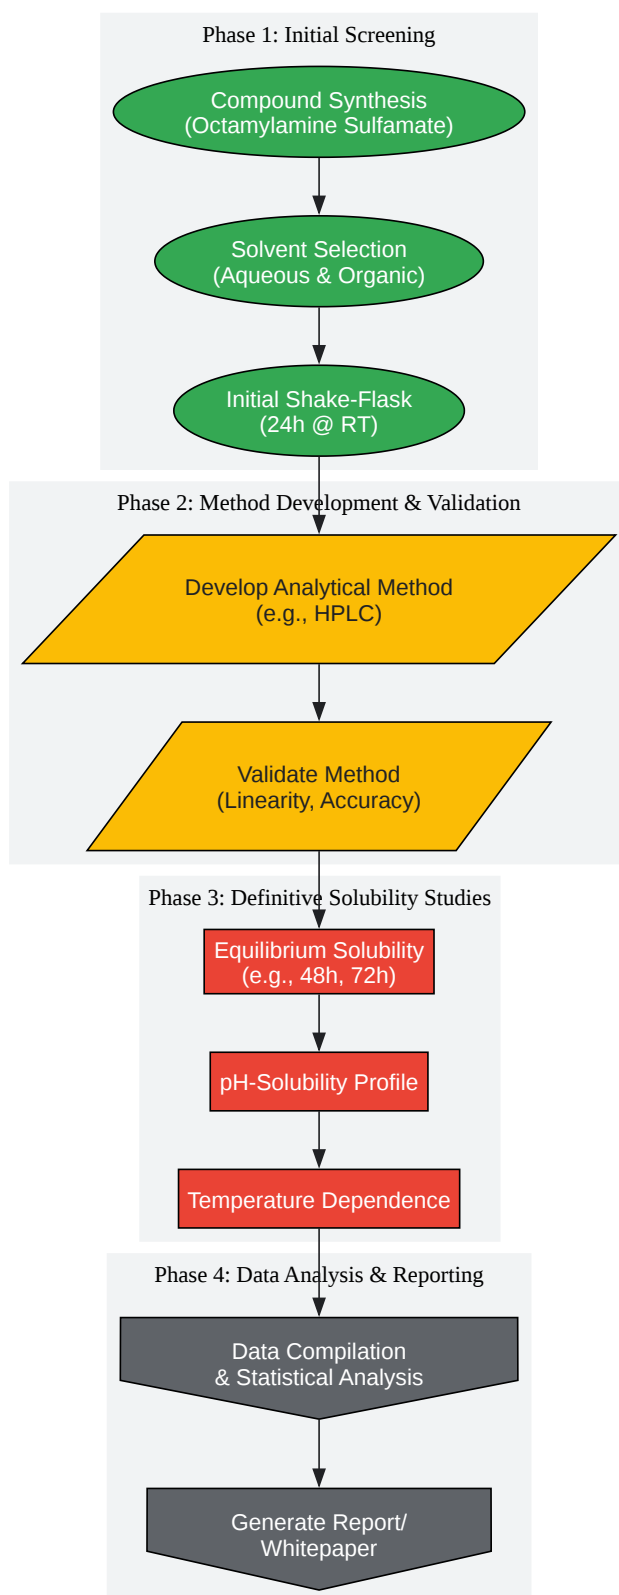 Phase 1: Initial Screening
Compound Synthesis
(Octamylamine Sulfamate)
Solvent Selection
(Aqueous & Organic)
Initial Shake-Flask
(24h @ RT)
Phase 2: Method Development & Validation
Develop Analytical Method
(e.g., HPLC)
Validate Method
(Linearity, Accuracy)
Phase 3: Definitive Solubility Studies
Equilibrium Solubility
(e.g., 48h, 72h)
pH-Solubility Profile
Temperature Dependence
Phase 4: Data Analysis & Reporting
Data Compilation
& Statistical Analysis
Generate Report/
Whitepaper